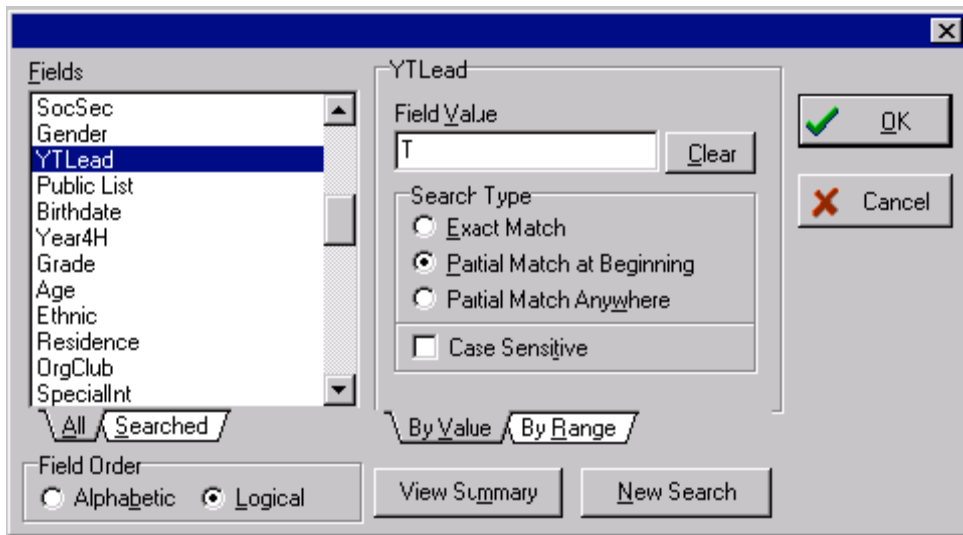 Fields
SocSec
Gender
YTLead
Public List
Birthdate
Year4H
Grade
Age
Ethnic
Residence
OrgClub
SpecialInt
All
Searched
Field Order
Alphabetic
Logical
YTLead
Field Value
T
Clear
Search Type
Exact Match
Partial Match at Beginning
Partial Match Anywhere
Case Sensitive
By Value
By Range
View Summary
New Search
OK
Cancel